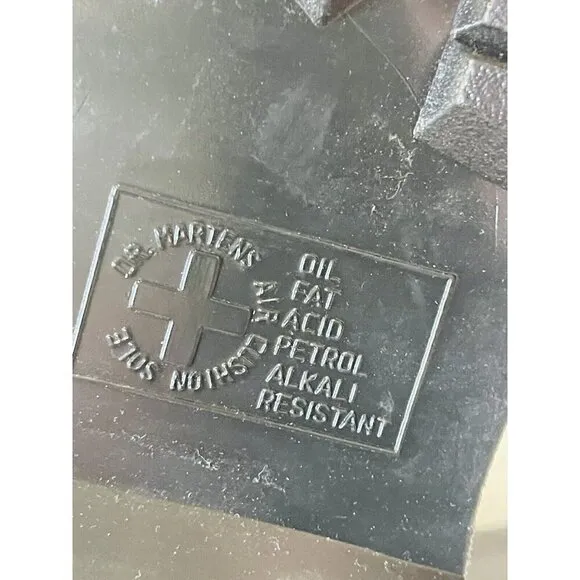 DR. MARTENS AIR CUSHION SOLE
OIL
FAT
ACID
PETROL
ALKALI
RESISTANT